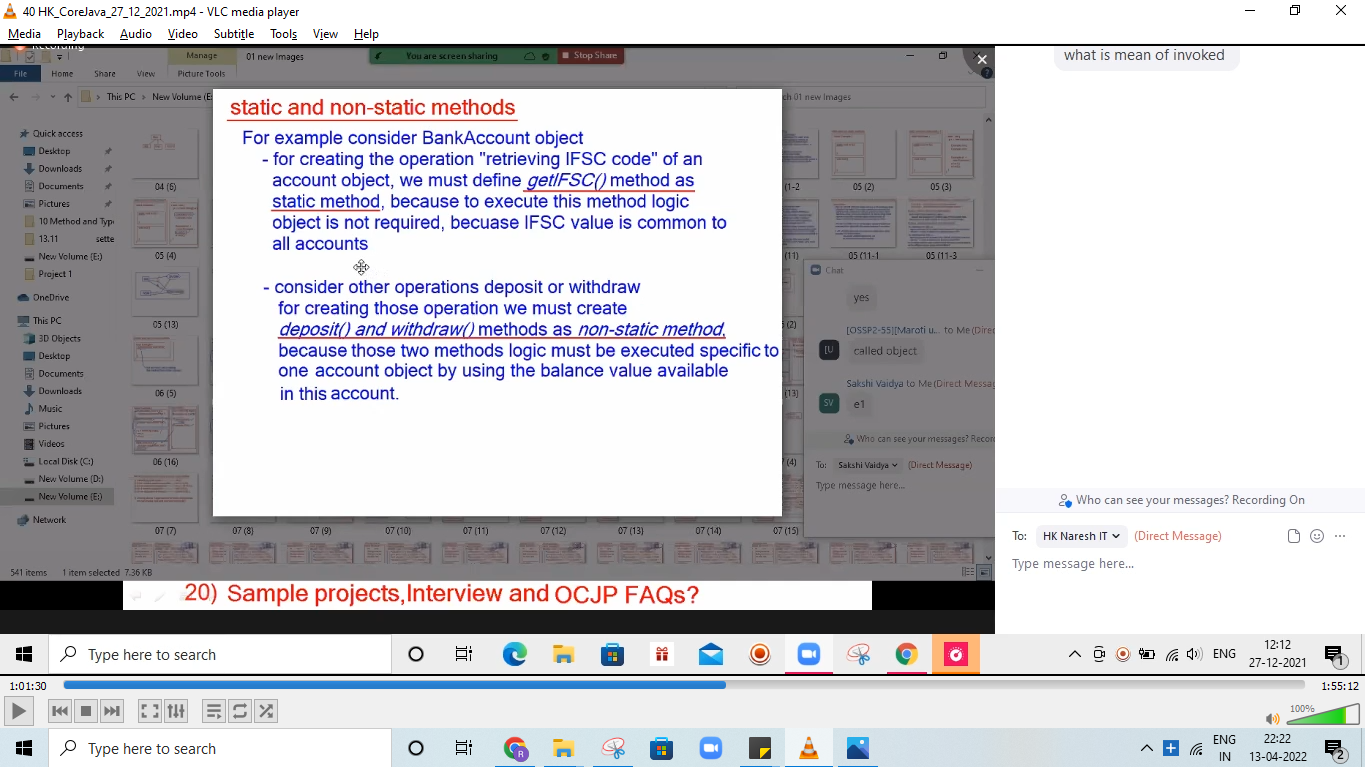 40 HK_CoreJava_27_12_2021.mp4 - VLC media player
Media Playback Audio Video Subtitle Tools View Help
Recording
Manage
01 new Images
You are screen sharing
Stop Share
File Home Share View Picture Tools
This PC > New Volume (E:
01 new Images
what is mean of invoked
Quick access
Desktop
Downloads
Documents
Pictures
10 Method and Typ
13.11 sette
New Volume (E:)
Project 1
OneDrive
This PC
3D Objects
Desktop
Documents
Downloads
Music
Pictures
Videos
Local Disk (C:)
New Volume (D:)
New Volume (E:)
Network
04 (6)
05 (4)
05 (13)
06 (5)
06 (16)
static and non-static methods
For example consider BankAccount object
- for creating the operation "retrieving IFSC code" of an
account object, we must define getIFSC() method as
static method, because to execute this method logic
object is not required, becuase IFSC value is common to
all accounts
- consider other operations deposit or withdraw
for creating those operation we must create
deposit() and withdraw() methods as non-static method,
because those two methods logic must be executed specific to
one account object by using the balance value available
in this account.
05 (2)
05 (3)
05 (11-1
05 (11-3
Chat
yes
[OSSP2-55][Maroti u... to Me (Dire
[U
called object
Sakshi Vaidya to Me(Direct Messag
SV
e1
Who can see your messages? Recor
To: Sakshi Vaidya (Direct Message)
Type message here...
07 (7) 07 (8) 07 (9) 07 (10) 07 (11) 07 (12) 07 (13) 07 (14) 07 (15)
541 items 1 item selected 7.36 KB
20) Sample projects,Interview and OCJP FAQs?
Who can see your messages? Recording On
To: HK Naresh IT (Direct Message)
Type message here...
Type here to search
ENG
12:12
27-12-2021
1
1:01:30
1:55:12
100%
Type here to search
ENG
IN
22:22
13-04-2022
2